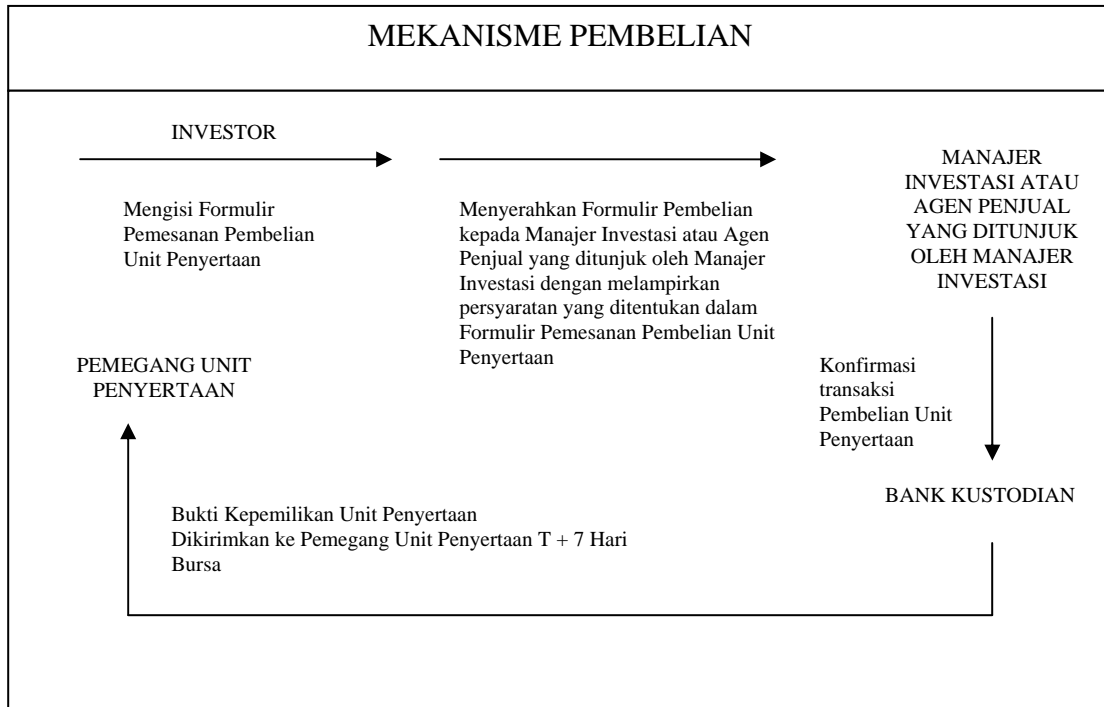 MEKANISME PEMBELIAN
INVESTOR
Mengisi Formulir
Pemesanan Pembelian
Unit Penyertaan
Menyerahkan Formulir Pembelian
kepada Manajer Investasi atau Agen
Penjual yang ditunjuk oleh Manajer
Investasi dengan melampirkan
persyaratan yang ditentukan dalam
Formulir Pemesanan Pembelian Unit
Penyertaan
MANAJER
INVESTASI ATAU
AGEN PENJUAL
YANG DITUNJUK
OLEH MANAJER
INVESTASI
Konfirmasi
transaksi
Pembelian Unit
Penyertaan
BANK KUSTODIAN
Bukti Kepemilikan Unit Penyertaan
Dikirimkan ke Pemegang Unit Penyertaan T + 7 Hari
Bursa
PEMEGANG UNIT
PENYERTAAN